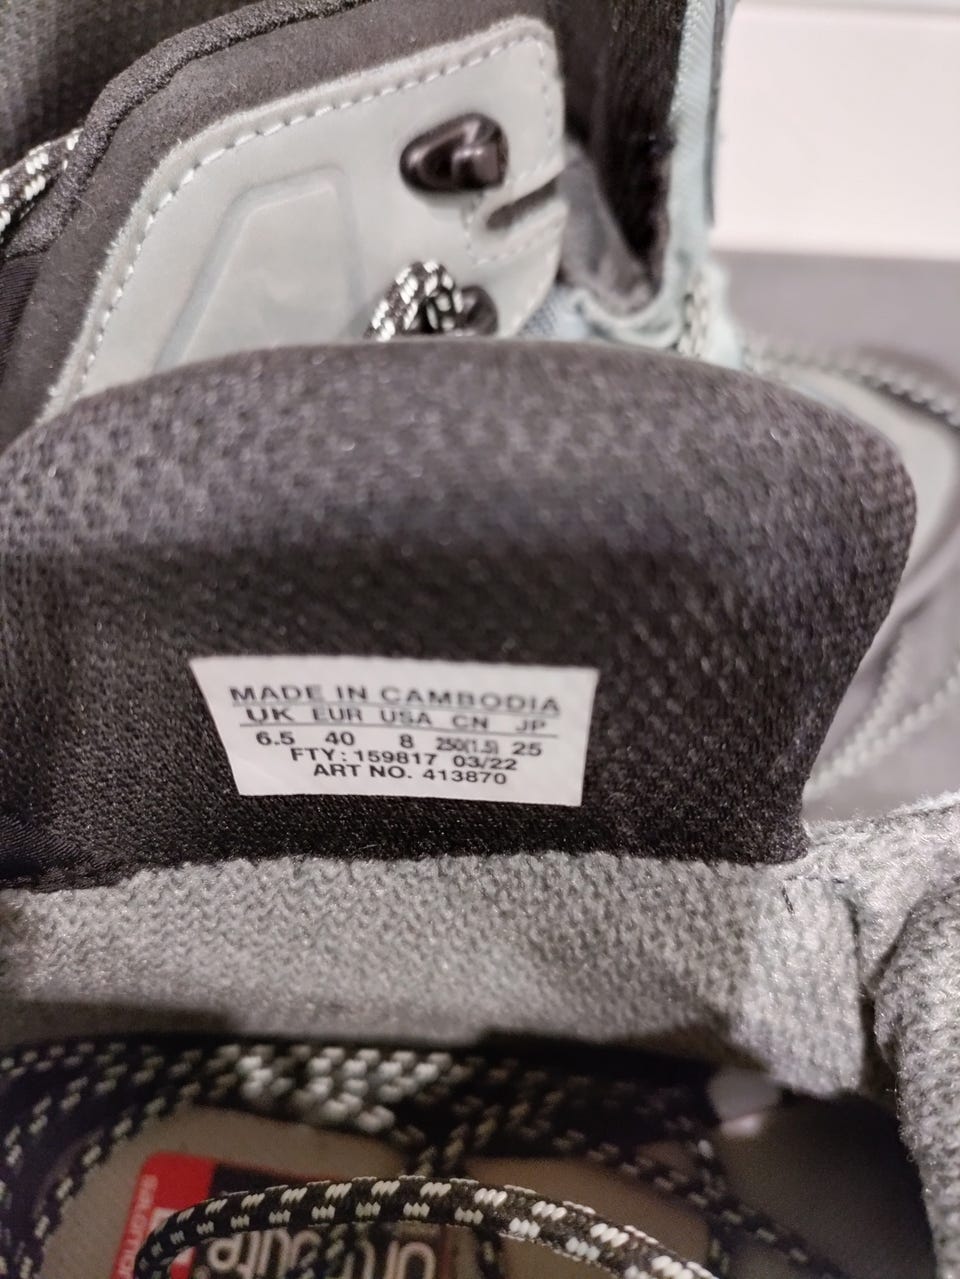 MADE IN CAMBODIA
UK EUR USA CN JP
6.5 40 8 250(1.5) 25
FTY: 159817 03/22
ART NO. 413870